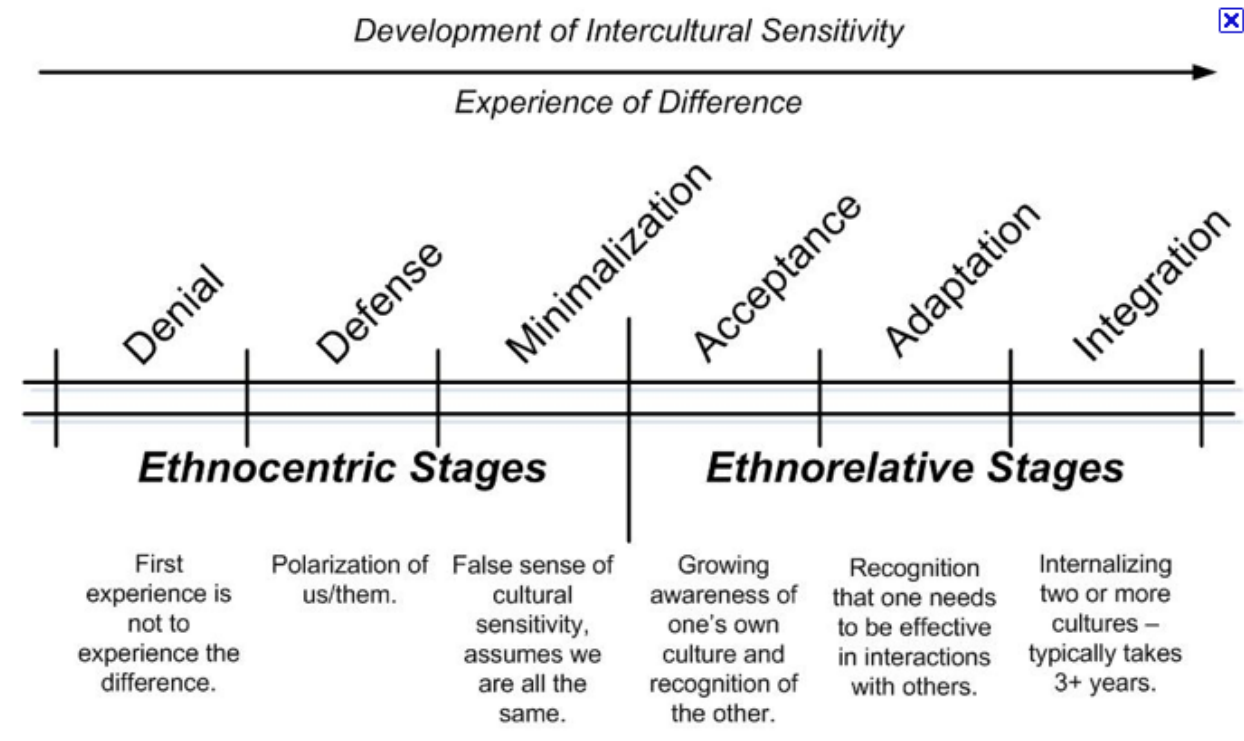 Development of Intercultural Sensitivity
Experience of Difference
Denial
Defense
Minimalization
Acceptance
Adaptation
Integration
Ethnocentric Stages
Ethnorelative Stages
First
experience is
not to
experience the
difference.
Polarization of
us/them.
False sense of
cultural
sensitivity,
assumes we
are all the
same.
Growing
awareness of
one's own
culture and
recognition of
the other.
Recognition
that one needs
to be effective
in interactions
with others.
Internalizing
two or more
cultures –
typically takes
3+ years.